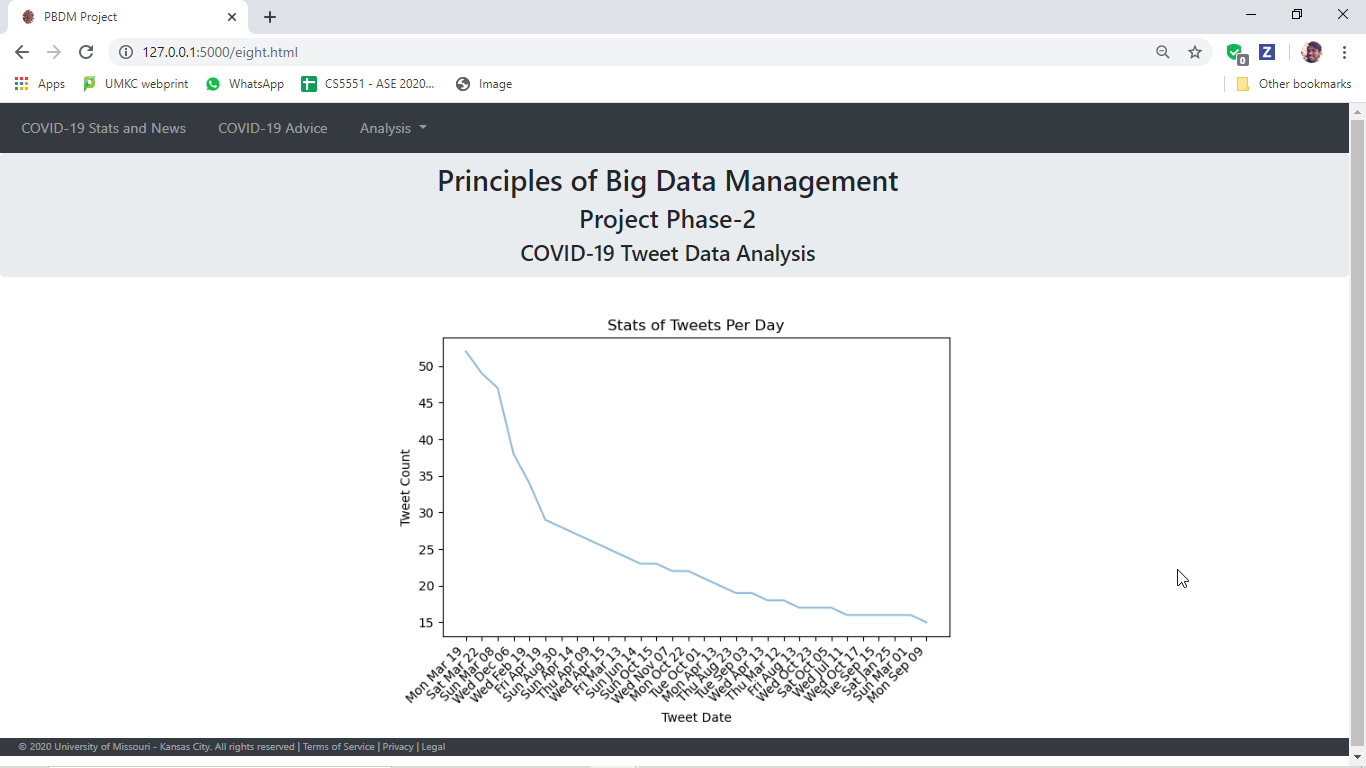 PBDM Project
127.0.0.1:5000/eight.html
0
Z
Apps UMKC webprint WhatsApp CS5551 - ASE 2020... Image Other bookmarks
COVID-19 Stats and News COVID-19 Advice Analysis
Principles of Big Data Management
Project Phase-2
COVID-19 Tweet Data Analysis
Stats of Tweets Per Day
Tweet Count
50
45
40
35
30
25
20
15
Mon Mar 19
Sat Mar 22
Sun Mar 08
Wed Dec 06
Wed Feb 19
Fri Apr 19
Sun Aug 30
Sun Apr 14
Thu Apr 09
Wed Apr 15
Fri Mar 13
Sun Jun 14
Sun Oct 15
Wed Nov 07
Mon Oct 22
Tue Oct 01
Mon Apr 13
Thu Aug 23
Tue Sep 03
Wed Apr 13
Thu Mar 12
Fri Aug 13
Wed Oct 23
Sat Oct 05
Wed Jul 11
Wed Oct 17
Tue Sep 15
Sat Jan 25
Sun Mar 01
Mon Sep 09
Tweet Date
© 2020 University of Missouri - Kansas City. All rights reserved | Terms of Service | Privacy | Legal